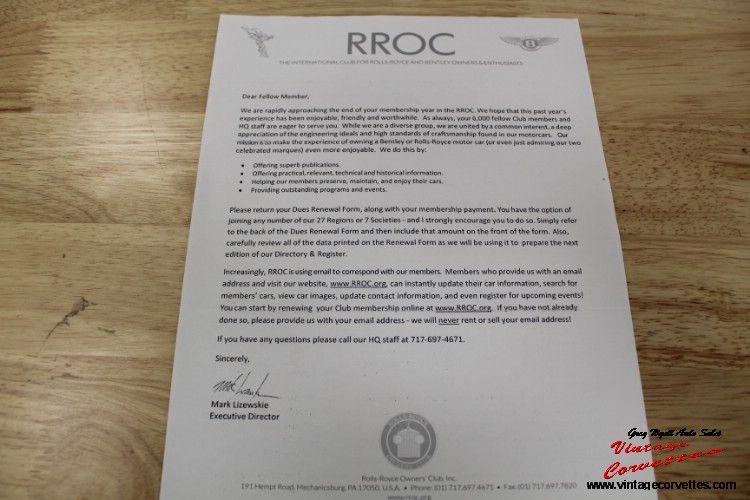 RROC
B
THE INTERNATIONAL CLUB FOR ROLLS-ROYCE AND BENTLEY OWNERS & ENTHUSIASTS
Dear Fellow Member,
We are rapidly approaching the end of your membership year in the RROC. We hope that this past year's
experience has been enjoyable, friendly and worthwhile. As always, your 6,000 fellow Club members and
HQ staff are eager to serve you. While we are a diverse group, we are united by a common interest, a deep
appreciation of the engineering ideals and high standards of craftsmanship found in our motorcars. Our
mission is to make the experience of owning a Bentley or Rolls-Royce motor car (or even just admiring our two
celebrated marques) even more enjoyable. We do this by:
• Offering superb publications.
• Offering practical, relevant, technical and historical information.
• Helping our members preserve, maintain, and enjoy their cars.
• Providing outstanding programs and events.
Please return your Dues Renewal Form, along with your membership payment. You have the option of
joining any number of our 27 Regions or 7 Societies - and I strongly encourage you to do so. Simply refer
to the back of the Dues Renewal Form and then include that amount on the front of the form. Also,
carefully review all of the data printed on the Renewal Form as we will be using it to prepare the next
edition of our Directory & Register.
Increasingly, RROC is using email to correspond with our members. Members who provide us with an email
address and visit our website, www.RROC.org, can instantly update their car information, search for
members' cars, view car images, update contact information, and even register for upcoming events!
You can start by renewing your Club membership online at www.RROC.org. If you have not already
done so, please provide us with your email address - we will never rent or sell your email address!
If you have any questions please call our HQ staff at 717-697-4671.
Sincerely,
Mark Lizewskie
Executive Director
Rolls-Royce Owners' Club, Inc.
191 Hempt Road, Mechanicsburg, PA 17050, U.S.A. • Phone: (01) 717.697.4671 • Fax: (01) 717.697.7820
www.rroc.org
Greg Wyatt Auto Sales
Vintage
Corvettes
www.vintagecorvettes.com